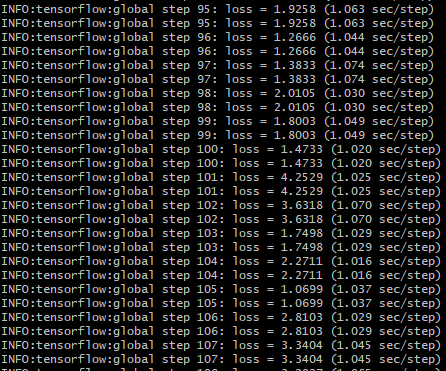 INFO:tensorflow:global step 95: loss = 1.9258 (1.063 sec/step)
INFO:tensorflow:global step 95: loss = 1.9258 (1.063 sec/step)
INFO:tensorflow:global step 96: loss = 1.2666 (1.044 sec/step)
INFO:tensorflow:global step 96: loss = 1.2666 (1.044 sec/step)
INFO:tensorflow:global step 97: loss = 1.3833 (1.074 sec/step)
INFO:tensorflow:global step 97: loss = 1.3833 (1.074 sec/step)
INFO:tensorflow:global step 98: loss = 2.0105 (1.030 sec/step)
INFO:tensorflow:global step 98: loss = 2.0105 (1.030 sec/step)
INFO:tensorflow:global step 99: loss = 1.8003 (1.049 sec/step)
INFO:tensorflow:global step 99: loss = 1.8003 (1.049 sec/step)
INFO:tensorflow:global step 100: loss = 1.4733 (1.020 sec/step)
INFO:tensorflow:global step 100: loss = 1.4733 (1.020 sec/step)
INFO:tensorflow:global step 101: loss = 4.2529 (1.025 sec/step)
INFO:tensorflow:global step 101: loss = 4.2529 (1.025 sec/step)
INFO:tensorflow:global step 102: loss = 3.6318 (1.070 sec/step)
INFO:tensorflow:global step 102: loss = 3.6318 (1.070 sec/step)
INFO:tensorflow:global step 103: loss = 1.7498 (1.029 sec/step)
INFO:tensorflow:global step 103: loss = 1.7498 (1.029 sec/step)
INFO:tensorflow:global step 104: loss = 2.2711 (1.016 sec/step)
INFO:tensorflow:global step 104: loss = 2.2711 (1.016 sec/step)
INFO:tensorflow:global step 105: loss = 1.0699 (1.037 sec/step)
INFO:tensorflow:global step 105: loss = 1.0699 (1.037 sec/step)
INFO:tensorflow:global step 106: loss = 2.8103 (1.029 sec/step)
INFO:tensorflow:global step 106: loss = 2.8103 (1.029 sec/step)
INFO:tensorflow:global step 107: loss = 3.3404 (1.045 sec/step)
INFO:tensorflow:global step 107: loss = 3.3404 (1.045 sec/step)